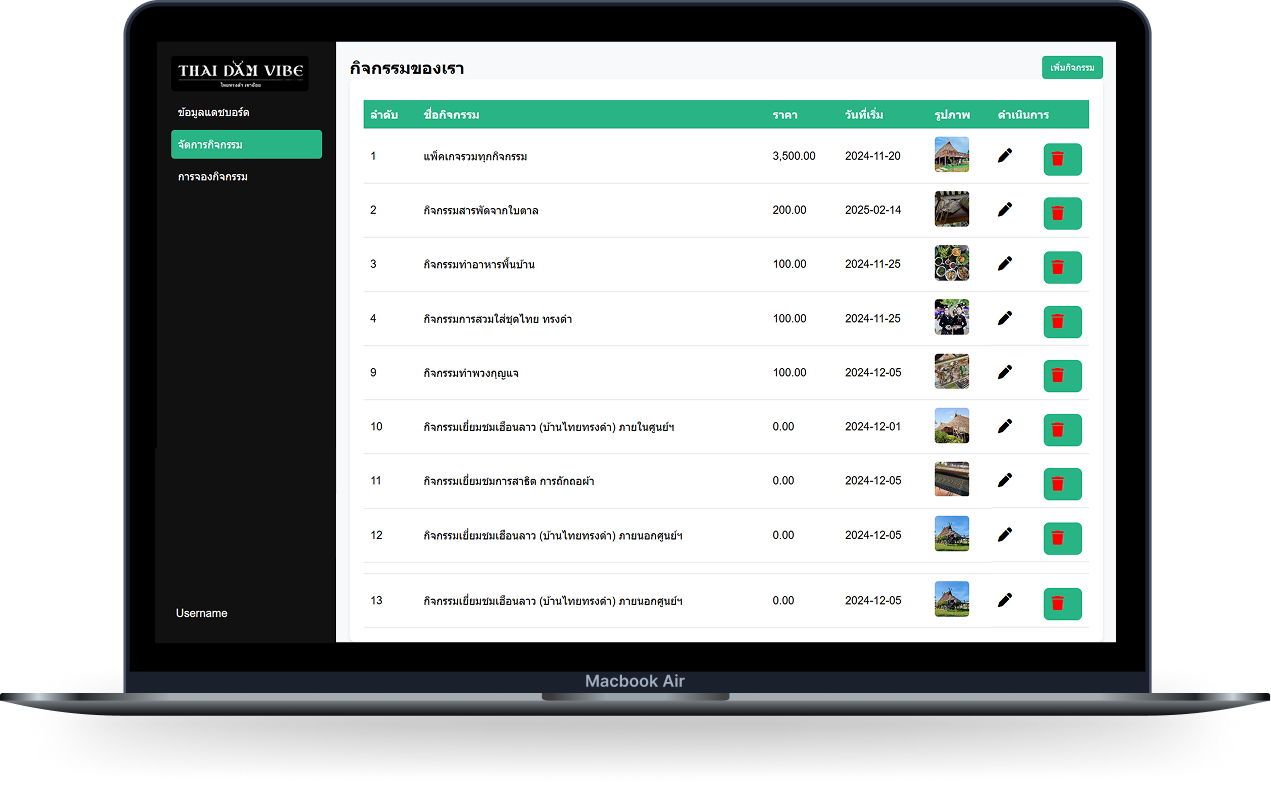 THAI DAM VIBE
ไทยทรงดำ เขาย้อย
ข้อมูลแดชบอร์ด
จัดการกิจกรรม
การจองกิจกรรม
Username
กิจกรรมของเรา
เพิ่มกิจกรรม
ลำดับ ชื่อกิจกรรม ราคา วันที่เริ่ม รูปภาพ ดำเนินการ
1 แพ็คเกจรวมทุกกิจกรรม 3,500.00 2024-11-20
2 กิจกรรมสารพัดจากใบตาล 200.00 2025-02-14
3 กิจกรรมทำอาหารพื้นบ้าน 100.00 2024-11-25
4 กิจกรรมการสวมใส่ชุดไทย ทรงดำ 100.00 2024-11-25
9 กิจกรรมทำพวงกุญแจ 100.00 2024-12-05
10 กิจกรรมเยี่ยมชมเฮือนลาว (บ้านไทยทรงดำ) ภายในศูนย์ฯ 0.00 2024-12-01
11 กิจกรรมเยี่ยมชมการสาธิต การถักทอผ้า 0.00 2024-12-05
12 กิจกรรมเยี่ยมชมเฮือนลาว (บ้านไทยทรงดำ) ภายนอกศูนย์ฯ 0.00 2024-12-05
13 กิจกรรมเยี่ยมชมเฮือนลาว (บ้านไทยทรงดำ) ภายนอกศูนย์ฯ 0.00 2024-12-05
Macbook Air